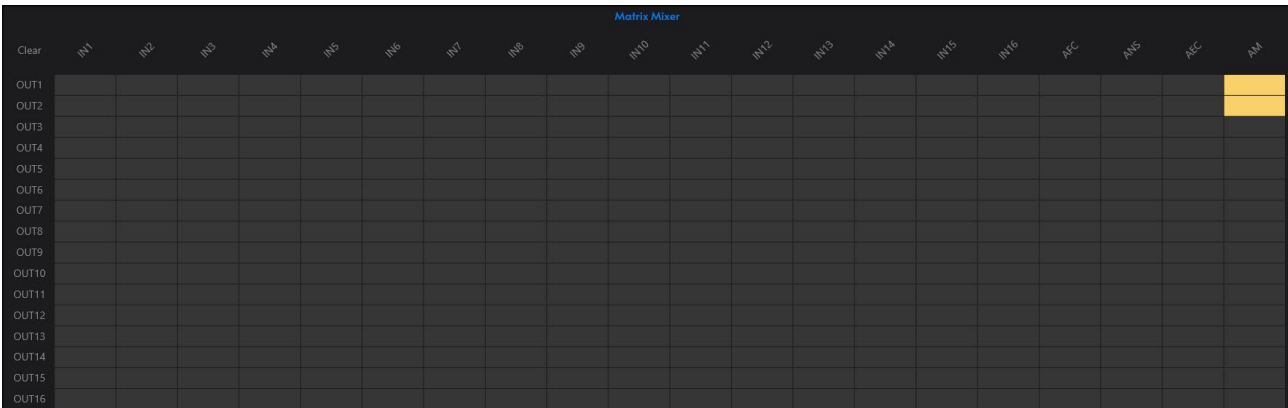 Matrix Mixer
Clear IN1 IN2 IN3 IN4 IN5 IN6 IN7 IN8 IN9 IN10 IN11 IN12 IN13 IN14 IN15 IN16 AFC ANS AEC AM
OUT1
OUT2
OUT3
OUT4
OUT5
OUT6
OUT7
OUT8
OUT9
OUT10
OUT11
OUT12
OUT13
OUT14
OUT15
OUT16